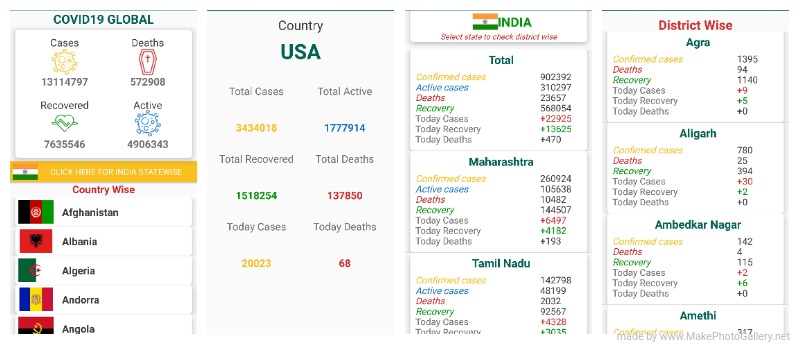 COVID19 GLOBAL
Cases Deaths
13114797 572908
Recovered Active
7635546 4906343
CLICK HERE FOR INDIA STATEWISE
Country Wise
Afghanistan
Albania
Algeria
Andorra
Angola
Country
USA
Total Cases Total Active
3434018 1777914
Total Recovered Total Deaths
1518254 137850
Today Cases Today Deaths
20023 68
INDIA
Select state to check district wise
Total
Confirmed cases 902392
Active cases 310297
Deaths 23657
Recovery 568054
Today Cases +22925
Today Recovery +13625
Today Deaths +470
Maharashtra
Confirmed cases 260924
Active cases 105638
Deaths 10482
Recovery 144507
Today Cases +6497
Today Recovery +4182
Today Deaths +193
Tamil Nadu
Confirmed cases 142798
Active cases 48199
Deaths 2032
Recovery 92567
Today Cases +4328
Today Recovery +3035
District Wise
Agra
Confirmed cases 1395
Deaths 94
Recovery 1140
Today Cases +9
Today Recovery +5
Today Deaths +0
Aligarh
Confirmed cases 780
Deaths 25
Recovery 394
Today Cases +30
Today Recovery +2
Today Deaths +0
Ambedkar Nagar
Confirmed cases 142
Deaths 4
Recovery 115
Today Cases +2
Today Recovery +6
Today Deaths +0
Amethi
Confirmed cases 317
made by www.MakePhotoGallery.net